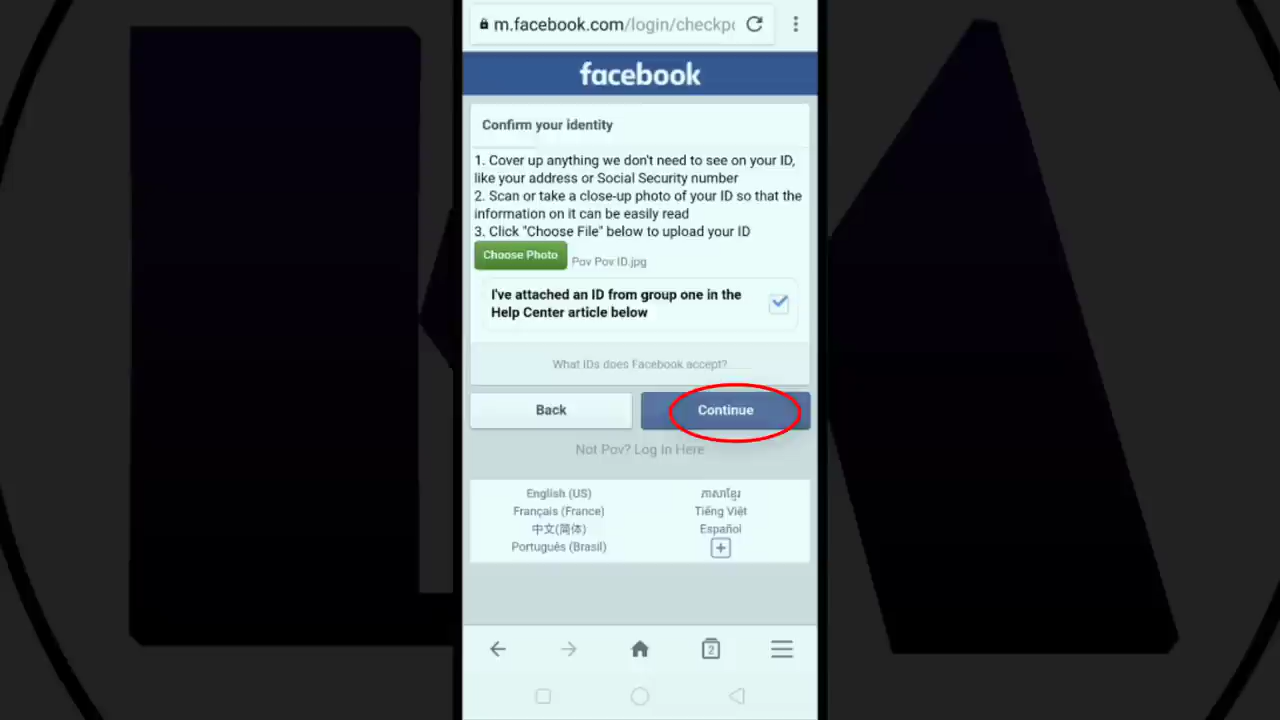 m.facebook.com/login/checkpo
facebook
Confirm your identity
1. Cover up anything we don't need to see on your ID,
like your address or Social Security number
2. Scan or take a close-up photo of your ID so that the
information on it can be easily read
3. Click "Choose File" below to upload your ID
Choose Photo Pov Pov ID.jpg
I've attached an ID from group one in the
Help Center article below
What IDs does Facebook accept?
Back Continue
Not Pov? Log In Here
English (US) ភាសាខ្មែរ
Français (France) Tiếng Việt
中文(简体) Español
Português (Brasil)
2